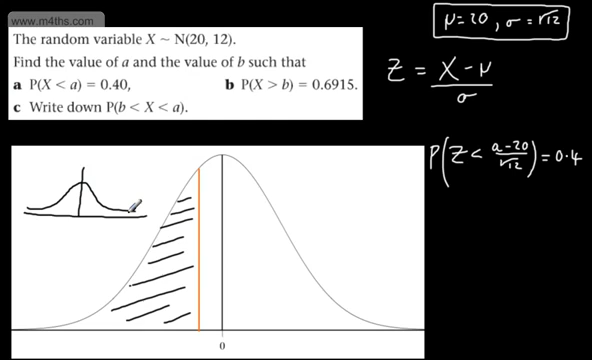 www.m4ths.com
The random variable X ~ N(20, 12).
Find the value of a and the value of b such that
a P(X < a) = 0.40, b P(X > b) = 0.6915.
c Write down P(b < X < a).
μ=20 , σ=√12
Z = X-μ/σ
P(Z < a-20/√12) = 0.4
0